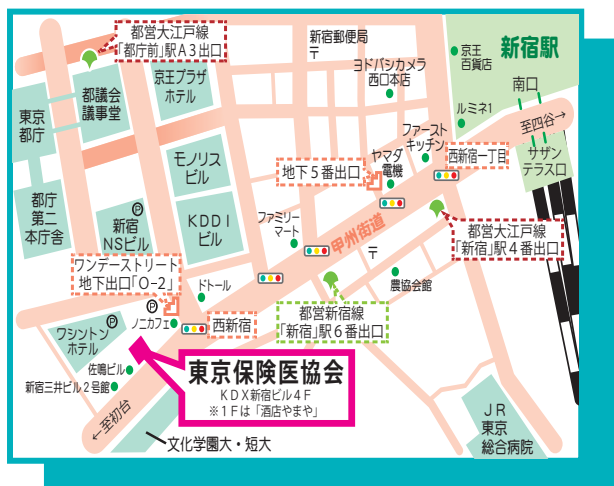 都営大江戸線
「都庁前」駅A3出口
新宿郵便局
〒
ヨドバシカメラ
西口本店
京王
百貨店
新宿駅
南口
ルミネ1
至四谷→
サザン
テラス口
京王プラザ
ホテル
都議会
議事堂
東京
都庁
ファースト
キッチン
西新宿一丁目
ヤマダ
電機
地下5番出口
モノリス
ビル
都庁
第二
本庁舎
P
新宿
NSビル
KDDI
ビル
ファミリー
マート
甲州街道
〒
都営大江戸線
「新宿」駅4番出口
ワンデーストリート
地下出口「O-2」
ドトール
農協会館
都営新宿線
「新宿」駅6番出口
P
ノニカフェ
西新宿
P
ワシントン
ホテル
佐鳴ビル
新宿三井ビル2号館
東京保険医協会
KDX新宿ビル4F
※1Fは「酒店やまや」
←至初台
文化学園大・短大
JR
東京
総合病院